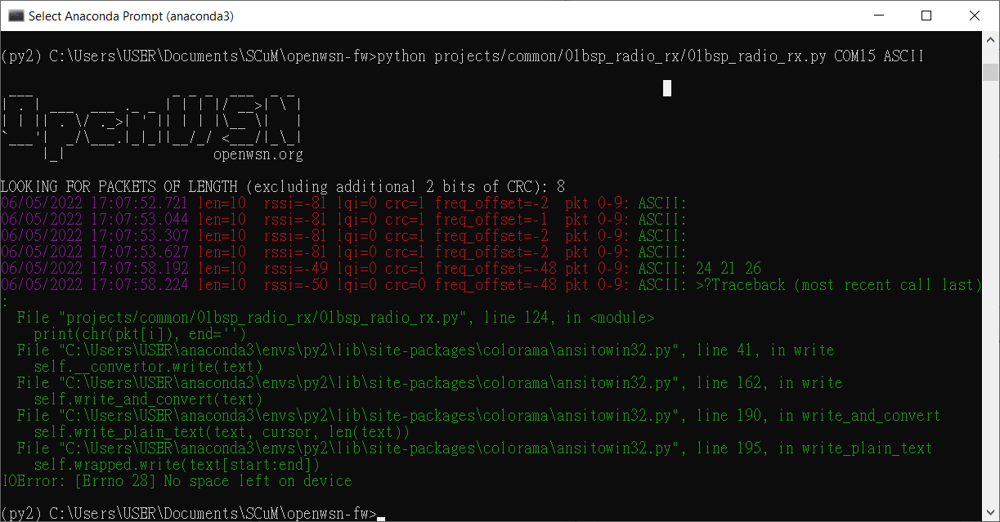 Select Anaconda Prompt (anaconda3)
(py2) C:\Users\USER\Documents\SCuM\openwsn-fw>python projects/common/01bsp_radio_rx/01bsp_radio_rx.py COM15 ASCII
OpenWSN
openwsn.org
LOOKING FOR PACKETS OF LENGTH (excluding additional 2 bits of CRC): 8
06/05/2022 17:07:52.721 len=10  rssi=-81 lqi=0 crc=1 freq_offset=-2  pkt 0-9: ASCII:
06/05/2022 17:07:53.044 len=10  rssi=-81 lqi=0 crc=1 freq_offset=-1  pkt 0-9: ASCII:
06/05/2022 17:07:53.307 len=10  rssi=-81 lqi=0 crc=1 freq_offset=-2  pkt 0-9: ASCII:
06/05/2022 17:07:53.627 len=10  rssi=-81 lqi=0 crc=1 freq_offset=-2  pkt 0-9: ASCII:
06/05/2022 17:07:58.192 len=10  rssi=-49 lqi=0 crc=1 freq_offset=-48 pkt 0-9: ASCII: 24 21 26
06/05/2022 17:07:58.224 len=10  rssi=-50 lqi=0 crc=0 freq_offset=-48 pkt 0-9: ASCII: >?Traceback (most recent call last)
:
  File "projects/common/01bsp_radio_rx/01bsp_radio_rx.py", line 124, in <module>
    print(chr(pkt[i]), end='')
  File "C:\Users\USER\anaconda3\envs\py2\lib\site-packages\colorama\ansitowin32.py", line 41, in write
    self.__convertor.write(text)
  File "C:\Users\USER\anaconda3\envs\py2\lib\site-packages\colorama\ansitowin32.py", line 162, in write
    self.write_and_convert(text)
  File "C:\Users\USER\anaconda3\envs\py2\lib\site-packages\colorama\ansitowin32.py", line 190, in write_and_convert
    self.write_plain_text(text, cursor, len(text))
  File "C:\Users\USER\anaconda3\envs\py2\lib\site-packages\colorama\ansitowin32.py", line 195, in write_plain_text
    self.wrapped.write(text[start:end])
IOError: [Errno 28] No space left on device
(py2) C:\Users\USER\Documents\SCuM\openwsn-fw>